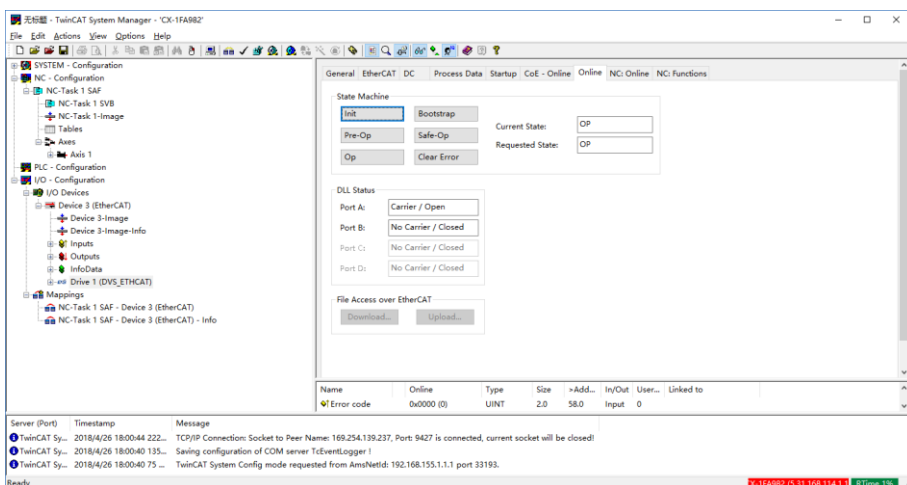 无标题 - TwinCAT System Manager - 'CX-1FA982'
File Edit Actions View Options Help
SYSTEM - Configuration
NC - Configuration
NC-Task 1 SAF
NC-Task 1 SVB
NC-Task 1-Image
Tables
Axes
Axis 1
PLC - Configuration
I/O - Configuration
I/O Devices
Device 3 (EtherCAT)
Device 3-Image
Device 3-Image-Info
Inputs
Outputs
InfoData
Drive 1 (DVS_ETHCAT)
Mappings
NC-Task 1 SAF - Device 3 (EtherCAT)
NC-Task 1 SAF - Device 3 (EtherCAT) - Info
General EtherCAT DC Process Data Startup CoE - Online Online NC: Online NC: Functions
State Machine
Init Bootstrap
Pre-Op Safe-Op
Op Clear Error
Current State: OP
Requested State: OP
DLL Status
Port A: Carrier / Open
Port B: No Carrier / Closed
Port C: No Carrier / Closed
Port D: No Carrier / Closed
File Access over EtherCAT
Download... Upload...
Name Online Type Size >Add... In/Out User... Linked to
Error code 0x0000 (0) UINT 2.0 58.0 Input 0
Server (Port) Timestamp Message
TwinCAT Sy... 2018/4/26 18:00:44 222... TCP/IP Connection: Socket to Peer Name: 169.254.139.237, Port: 9427 is connected, current socket will be closed!
TwinCAT Sy... 2018/4/26 18:00:40 135... Saving configuration of COM server TcEventLogger !
TwinCAT Sy... 2018/4/26 18:00:40 75 ... TwinCAT System Config mode requested from AmsNetId: 192.168.155.1.1.1 port 33193.
Ready CX-1FA982 (5.31.168.114.1.1 RTime 1%